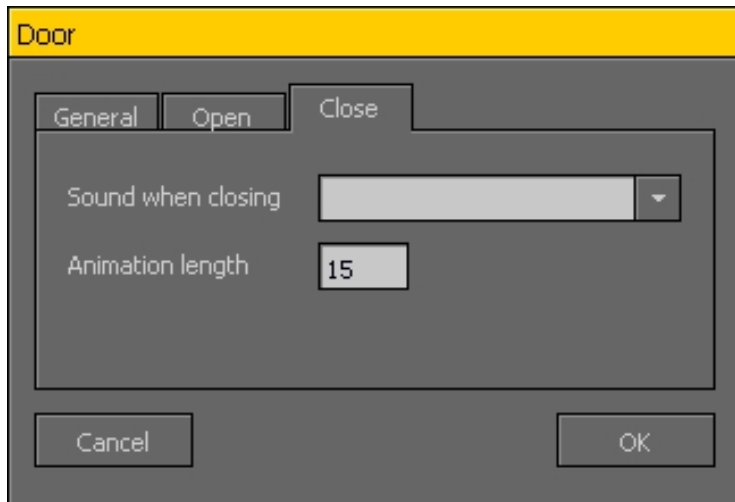 Door
General Open Close
Sound when closing
Animation length 15
Cancel OK